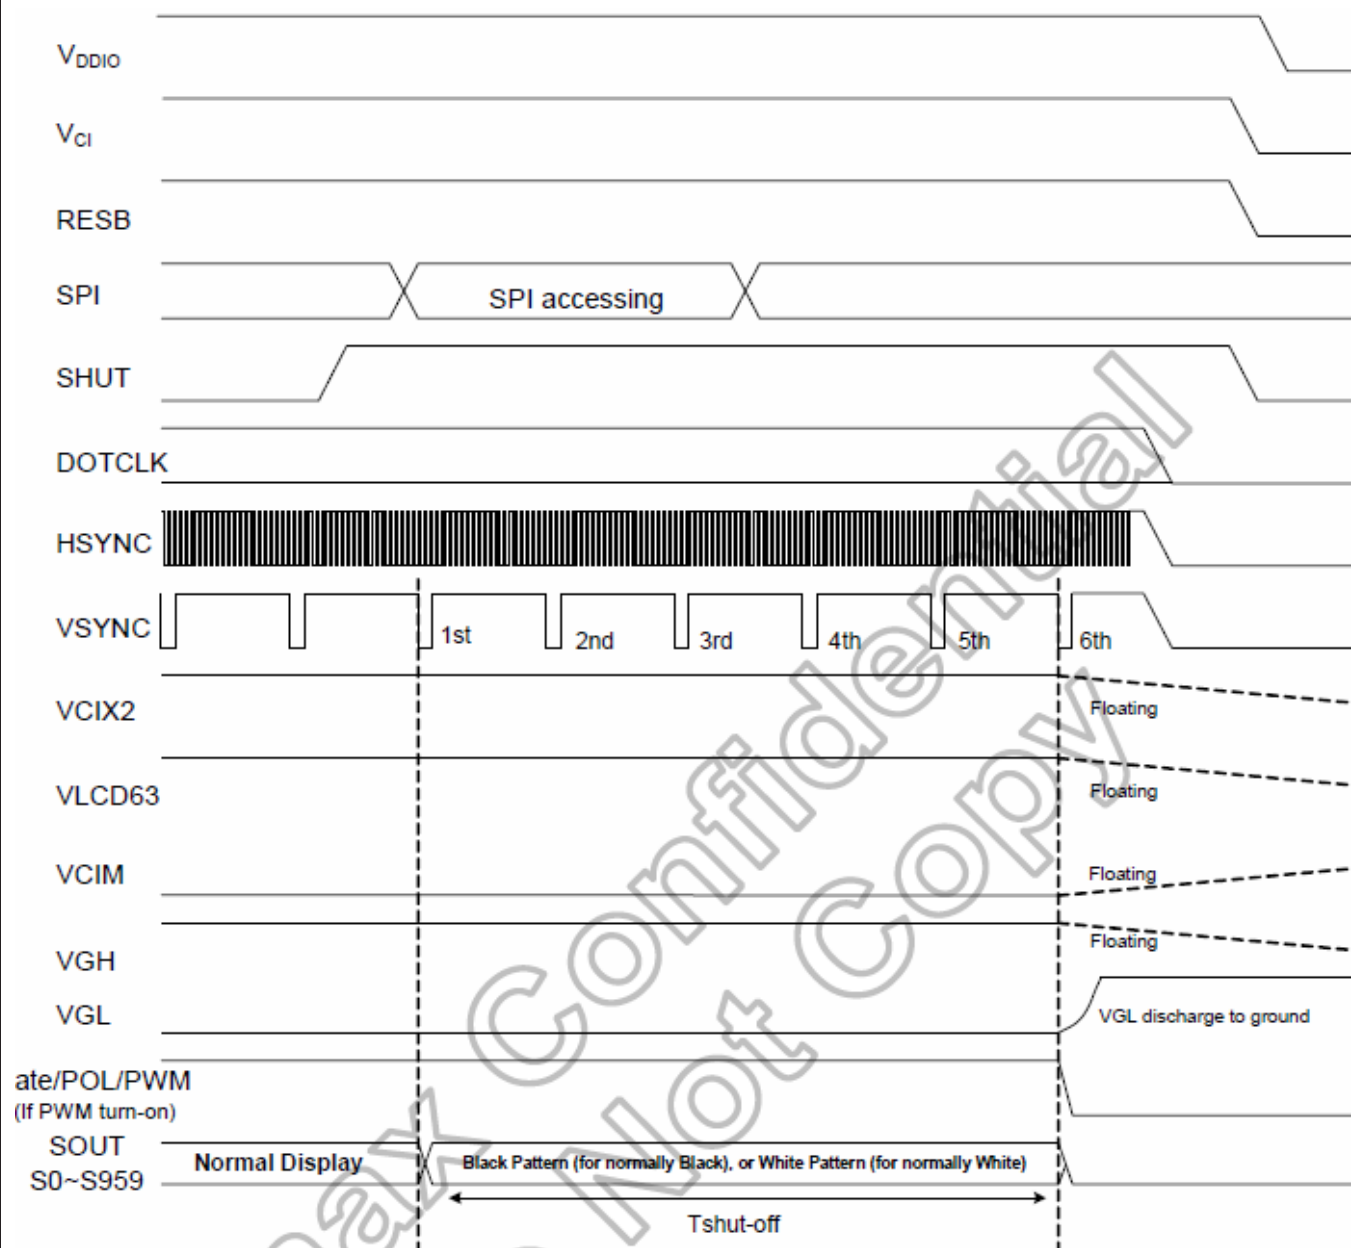 VDDIO
VCI
RESB
SPI
SPI accessing
SHUT
DOTCLK
HSYNC
VSYNC
1st
2nd
3rd
4th
5th
6th
VCIX2
Floating
VLCD63
Floating
VCIM
Floating
VGH
Floating
VGL
VGL discharge to ground
ate/POL/PWM
(If PWM turn-on)
SOUT
S0~S959
Normal Display
Black Pattern (for normally Black), or White Pattern (for normally White)
Tshut-off
ax Confidential
Not Copy